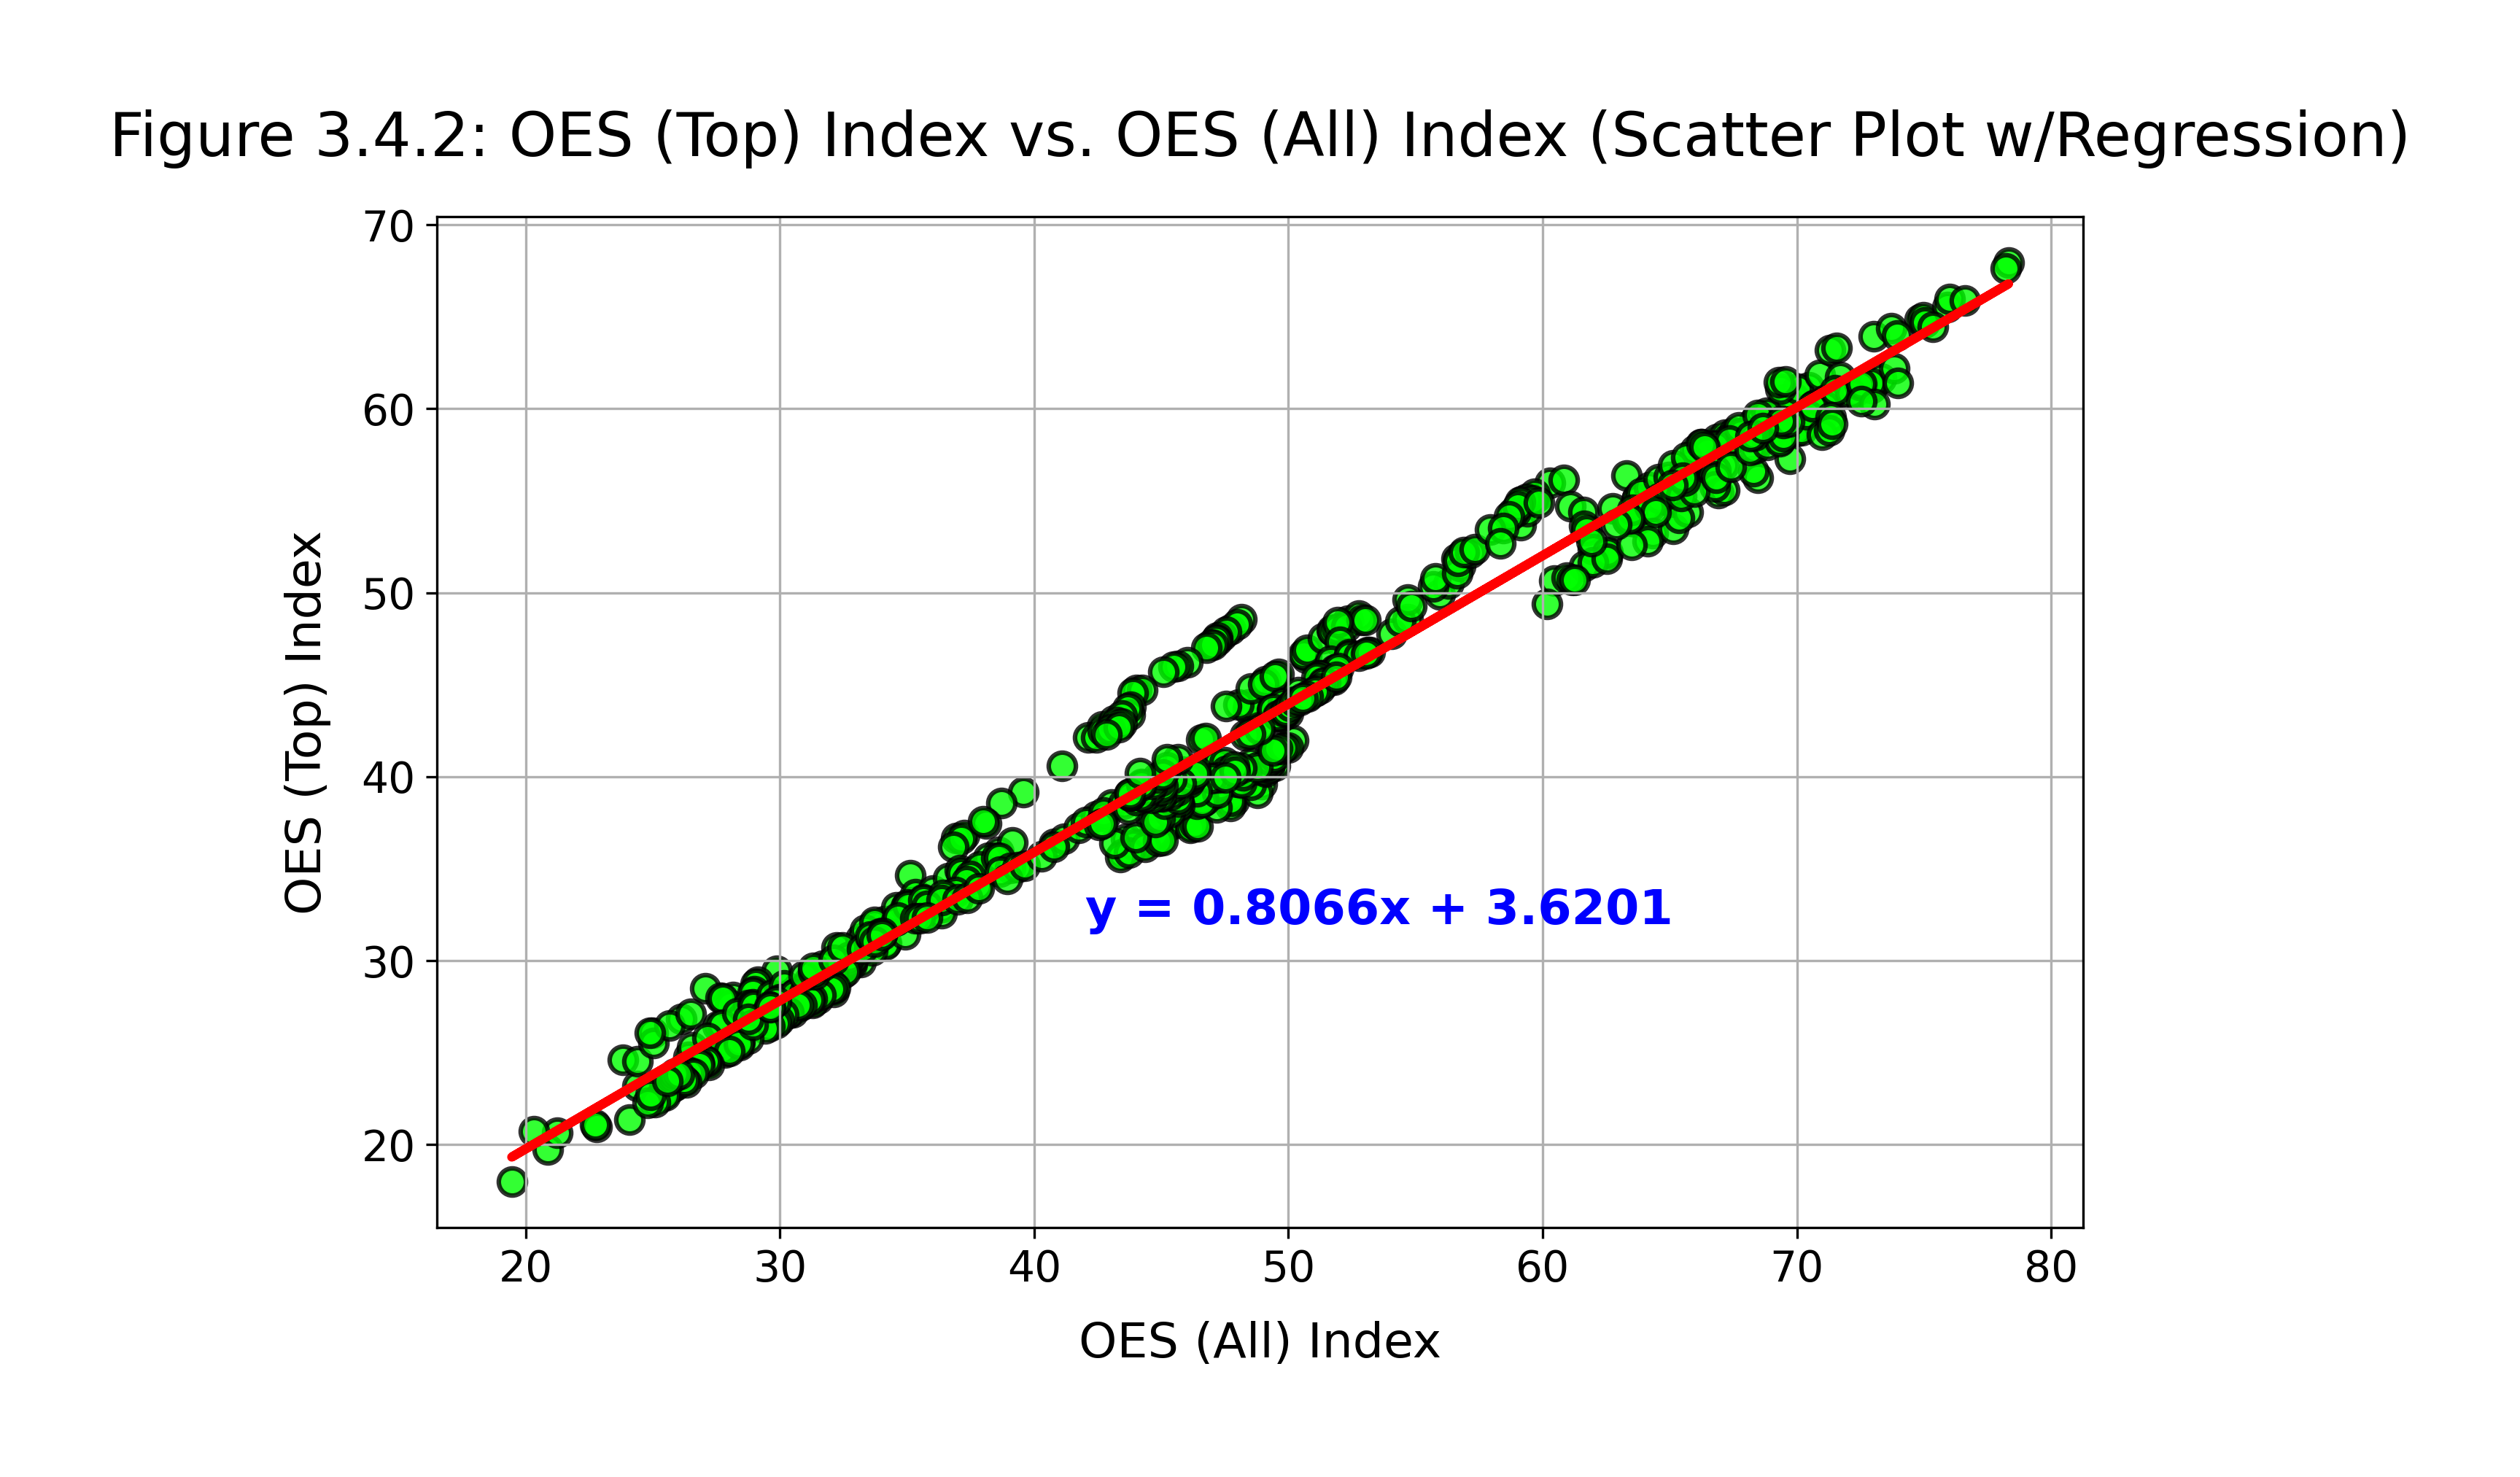 Figure 3.4.2: OES (Top) Index vs. OES (All) Index (Scatter Plot w/Regression)
70
60
50
40
30
20
OES (Top) Index
y = 0.8066x + 3.6201
20 30 40 50 60 70 80
OES (All) Index